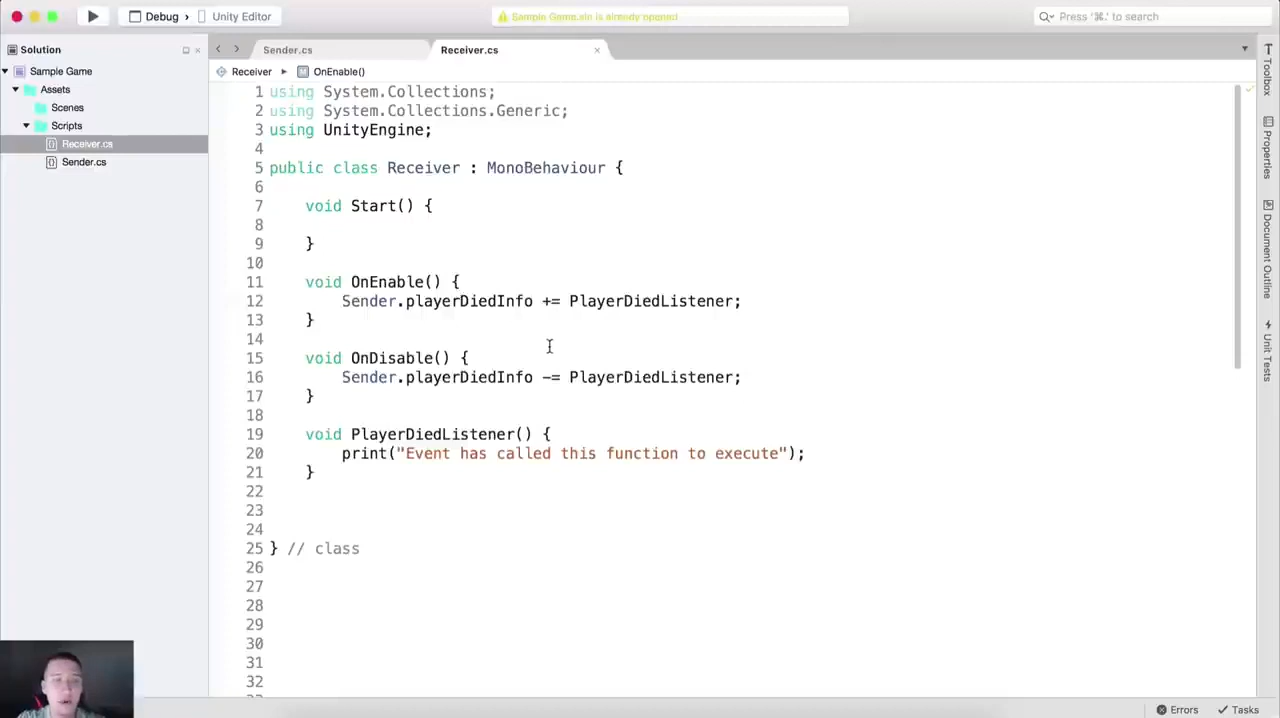 Debug › Unity Editor
Sample Game.sln is already opened
Press '⌘.' to search
Solution
Sample Game
Assets
Scenes
Scripts
Receiver.cs
Sender.cs
Sender.cs
Receiver.cs
Receiver
OnEnable()
1 using System.Collections;
2 using System.Collections.Generic;
3 using UnityEngine;
4
5 public class Receiver : MonoBehaviour {
6
7 void Start() {
8
9 }
10
11 void OnEnable() {
12 Sender.playerDiedInfo += PlayerDiedListener;
13 }
14
15 void OnDisable() {
16 Sender.playerDiedInfo -= PlayerDiedListener;
17 }
18
19 void PlayerDiedListener() {
20 print("Event has called this function to execute");
21 }
22
23
24
25 } // class
26
27
28
29
30
31
32
Toolbox
Properties
Document Outline
Unit Tests
Errors
Tasks